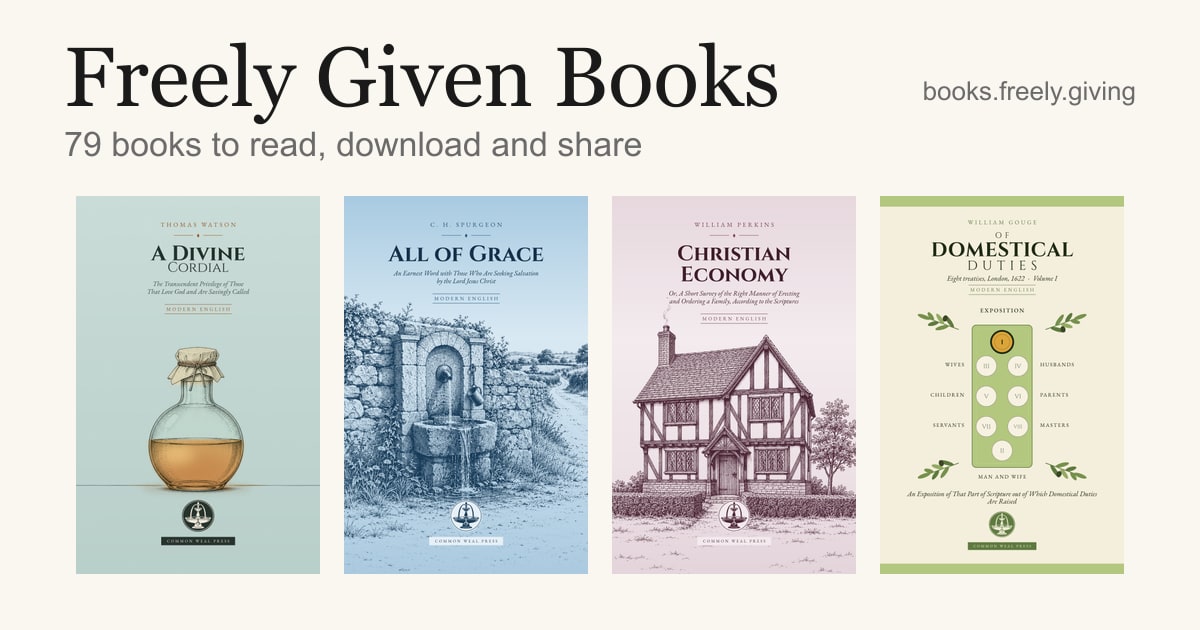 Freely Given Books
books.freely.giving
79 books to read, download and share
THOMAS WATSON
A DIVINE
CORDIAL
The Transcendent Privilege of Those
That Love God and Are Savingly Called
MODERN ENGLISH
COMMON WEAL PRESS
C. H. SPURGEON
ALL OF GRACE
An Earnest Word with Those Who Are Seeking Salvation
by the Lord Jesus Christ
MODERN ENGLISH
COMMON WEAL PRESS
WILLIAM PERKINS
CHRISTIAN
ECONOMY
Or, A Short Survey of the Right Manner of Erecting
and Ordering a Family, According to the Scriptures
MODERN ENGLISH
COMMON WEAL PRESS
WILLIAM GOUGE
OF
DOMESTICAL
DUTIES
Eight treatises, London, 1622 · Volume I
MODERN ENGLISH
EXPOSITION
I
WIVES III IV HUSBANDS
CHILDREN V VI PARENTS
SERVANTS VII VIII MASTERS
II
MAN AND WIFE
An Exposition of That Part of Scripture out of Which Domestical Duties
Are Raised
COMMON WEAL PRESS